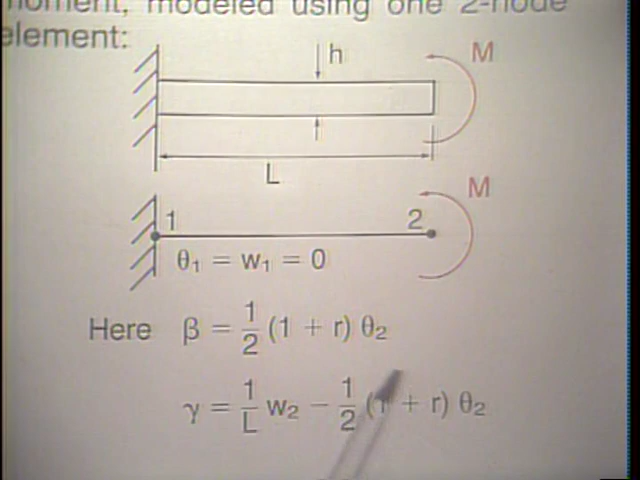 moment, modeled using one 2-node
element:
h
M
L
M
1
2
θ₁ = w₁ = 0
Here β = 1/2 (1 + r) θ₂
γ = 1/L w₂ − 1/2 (1 + r) θ₂